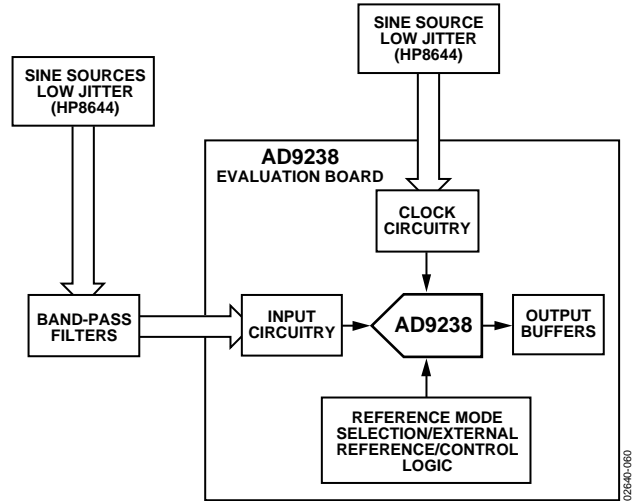 SINE SOURCE
LOW JITTER
(HP8644)
SINE SOURCES
LOW JITTER
(HP8644)
AD9238
EVALUATION BOARD
CLOCK
CIRCUITRY
BAND-PASS
FILTERS
INPUT
CIRCUITRY
AD9238
OUTPUT
BUFFERS
REFERENCE MODE
SELECTION/EXTERNAL
REFERENCE/CONTROL
LOGIC
02640-060